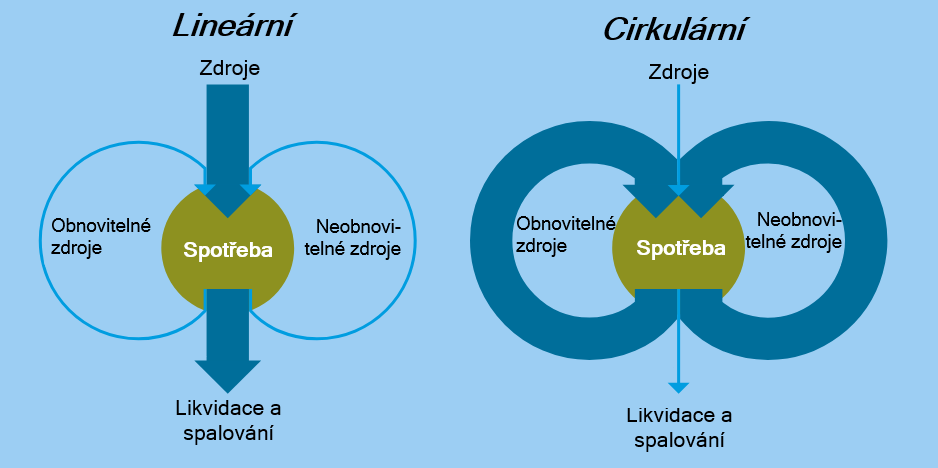 Lineární
Zdroje
Obnovitelné
zdroje
Spotřeba
Neobnovi-
telné zdroje
Likvidace a
spalování
Cirkulární
Zdroje
Obnovitelné
zdroje
Spotřeba
Neobnovi-
telné zdroje
Likvidace a
spalování